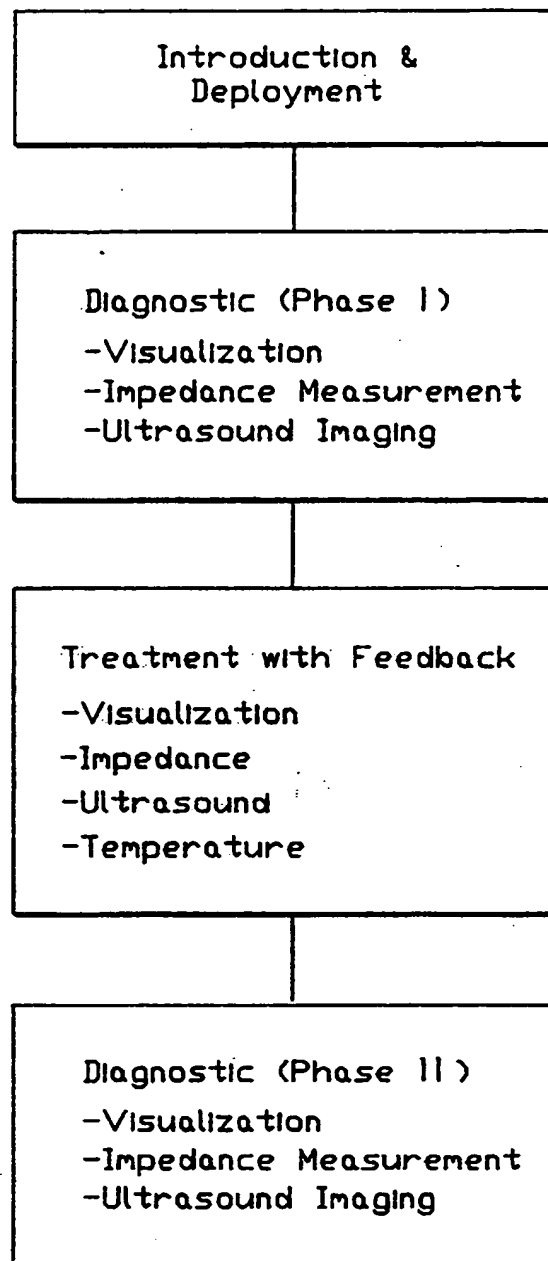 Introduction &
Deployment
Diagnostic (Phase I)
-Visualization
-Impedance Measurement
-Ultrasound Imaging
Treatment with Feedback
-Visualization
-Impedance
-Ultrasound
-Temperature
Diagnostic (Phase II)
-Visualization
-Impedance Measurement
-Ultrasound Imaging